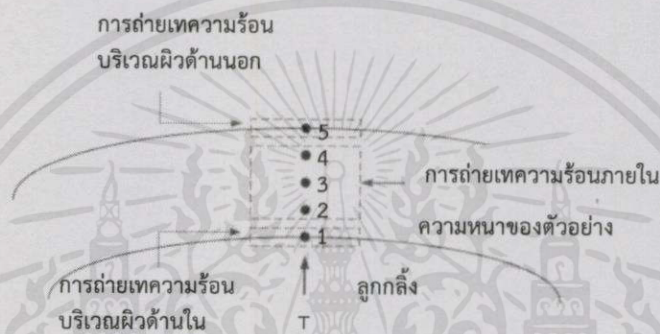 การถ่ายเทความร้อน
บริเวณผิวด้านนอก
5
4
3
2
1
การถ่ายเทความร้อนภายใน
ความหนาของตัวอย่าง
การถ่ายเทความร้อน
บริเวณผิวด้านใน
ลูกกลิ้ง
T